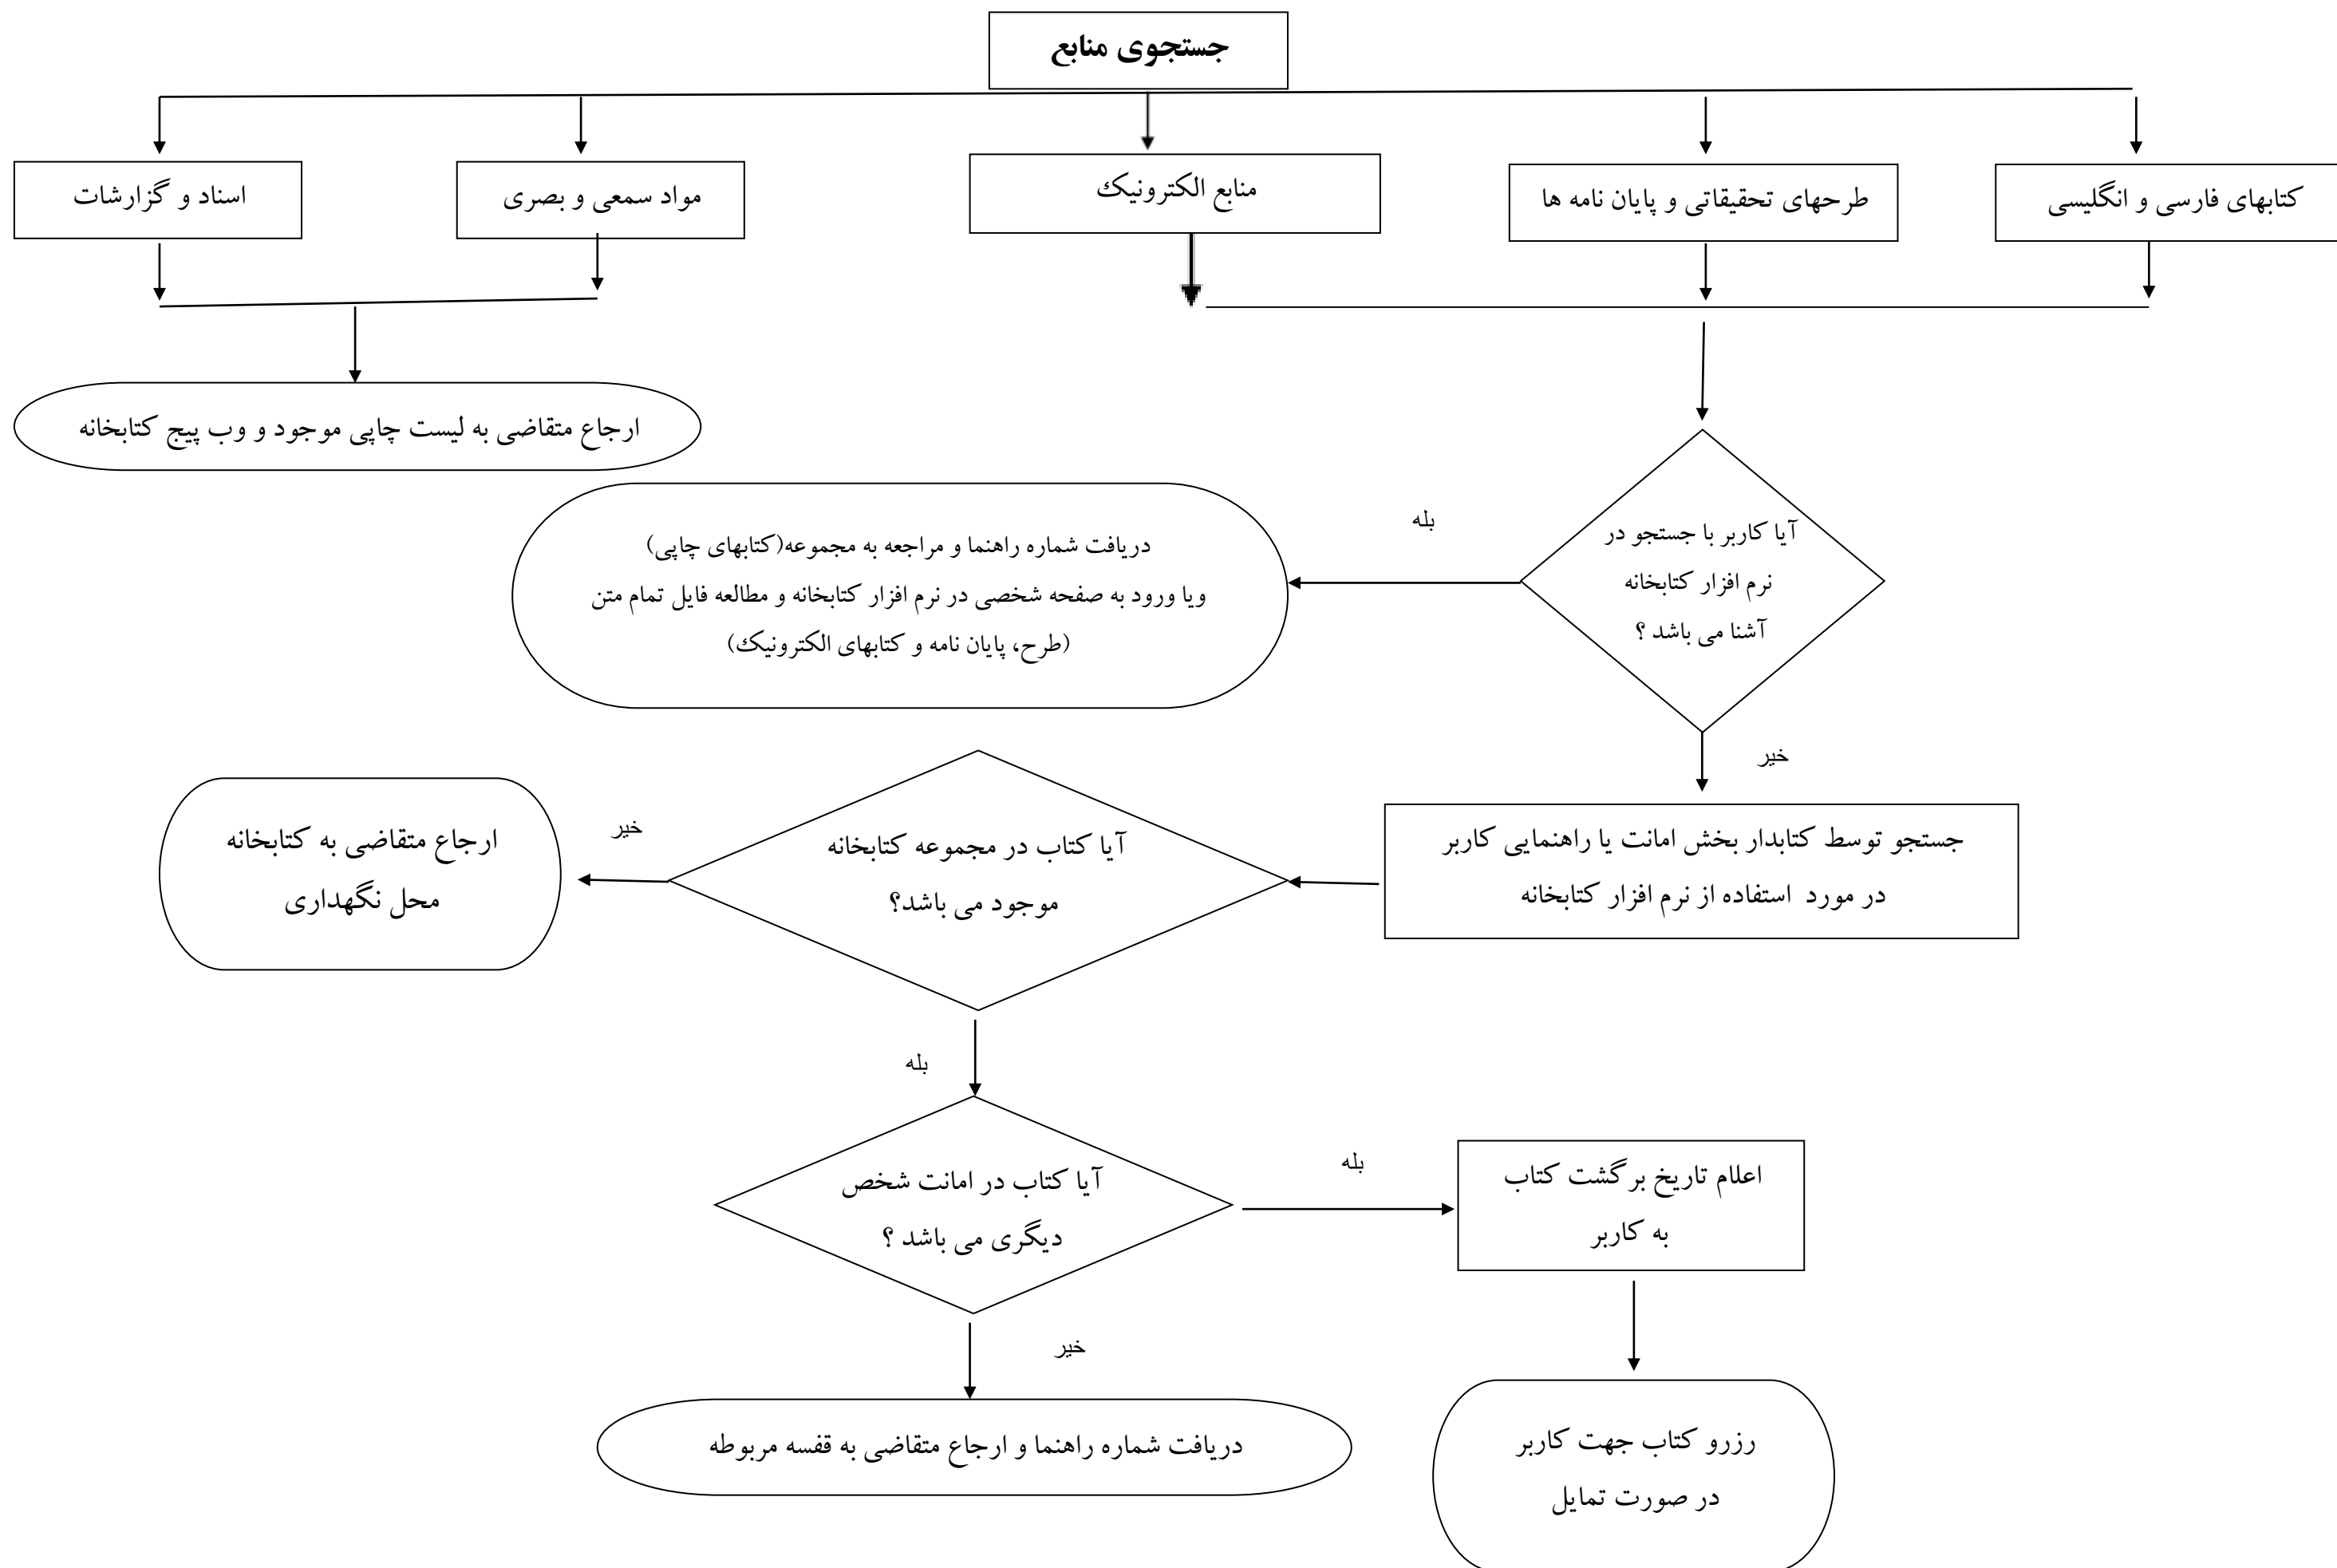 جستجوی منابع
کتابهای فارسی و انگلیسی
طرحهای تحقیقاتی و پایان نامه ها
منابع الکترونیک
مواد سمعی و بصری
اسناد و گزارشات
ارجاع متقاضی به لیست چاپی موجود و وب پیج کتابخانه
آیا کاربر با جستجو در
نرم افزار کتابخانه
آشنا می باشد ؟
بله
دریافت شماره راهنما و مراجعه به مجموعه(کتابهای چاپی)
ویا ورود به صفحه شخصی در نرم افزار کتابخانه و مطالعه فایل تمام متن
(طرح، پایان نامه و کتابهای الکترونیک)
خیر
جستجو توسط کتابدار بخش امانت یا راهنمایی کاربر
در مورد استفاده از نرم افزار کتابخانه
آیا کتاب در مجموعه کتابخانه
موجود می باشد؟
خیر
ارجاع متقاضی به کتابخانه
محل نگهداری
بله
آیا کتاب در امانت شخص
دیگری می باشد ؟
بله
اعلام تاریخ برگشت کتاب
به کاربر
خیر
دریافت شماره راهنما و ارجاع متقاضی به قفسه مربوطه
رزرو کتاب جهت کاربر
در صورت تمایل